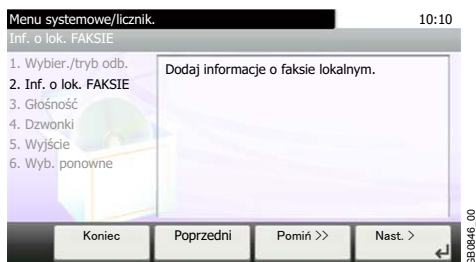 Menu systemowe/licznik.
10:10
Inf. o lok. FAKSIE
1. Wybier./tryb odb.
2. Inf. o lok. FAKSIE
3. Głośność
4. Dzwonki
5. Wyjście
6. Wyb. ponowne
Dodaj informacje o faksie lokalnym.
Koniec
Poprzedni
Pomiń >>
Nast. >
GB0846_00